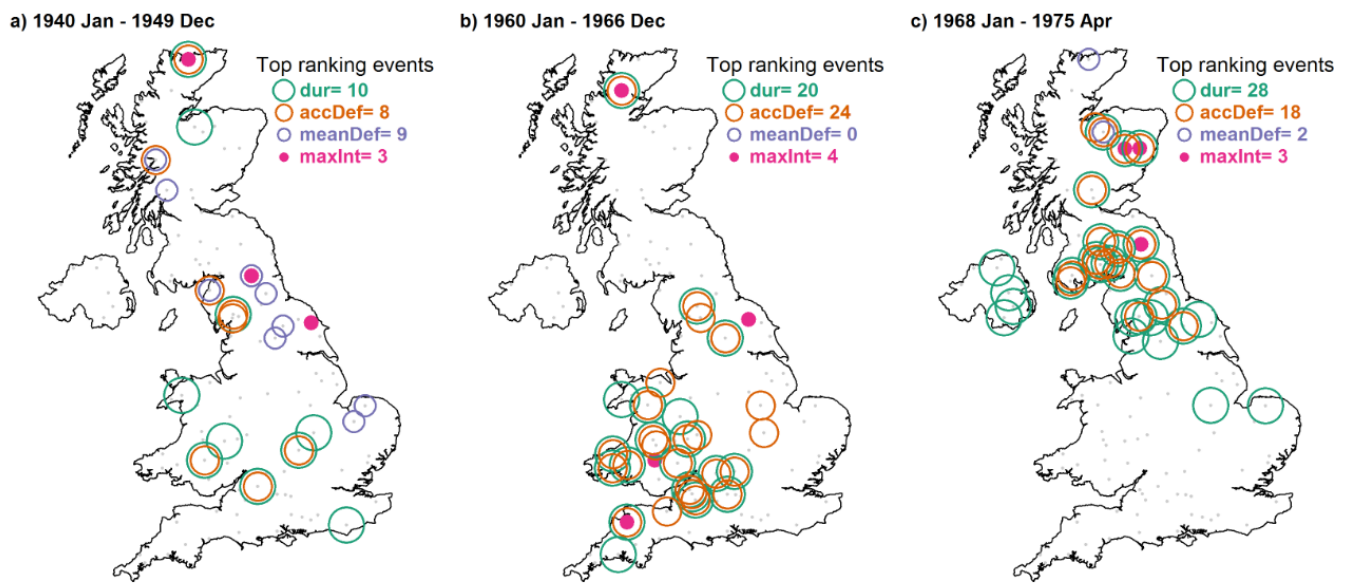 a) 1940 Jan - 1949 Dec
Top ranking events
dur= 10
accDef= 8
meanDef= 9
maxInt= 3
b) 1960 Jan - 1966 Dec
Top ranking events
dur= 20
accDef= 24
meanDef= 0
maxInt= 4
c) 1968 Jan - 1975 Apr
Top ranking events
dur= 28
accDef= 18
meanDef= 2
maxInt= 3